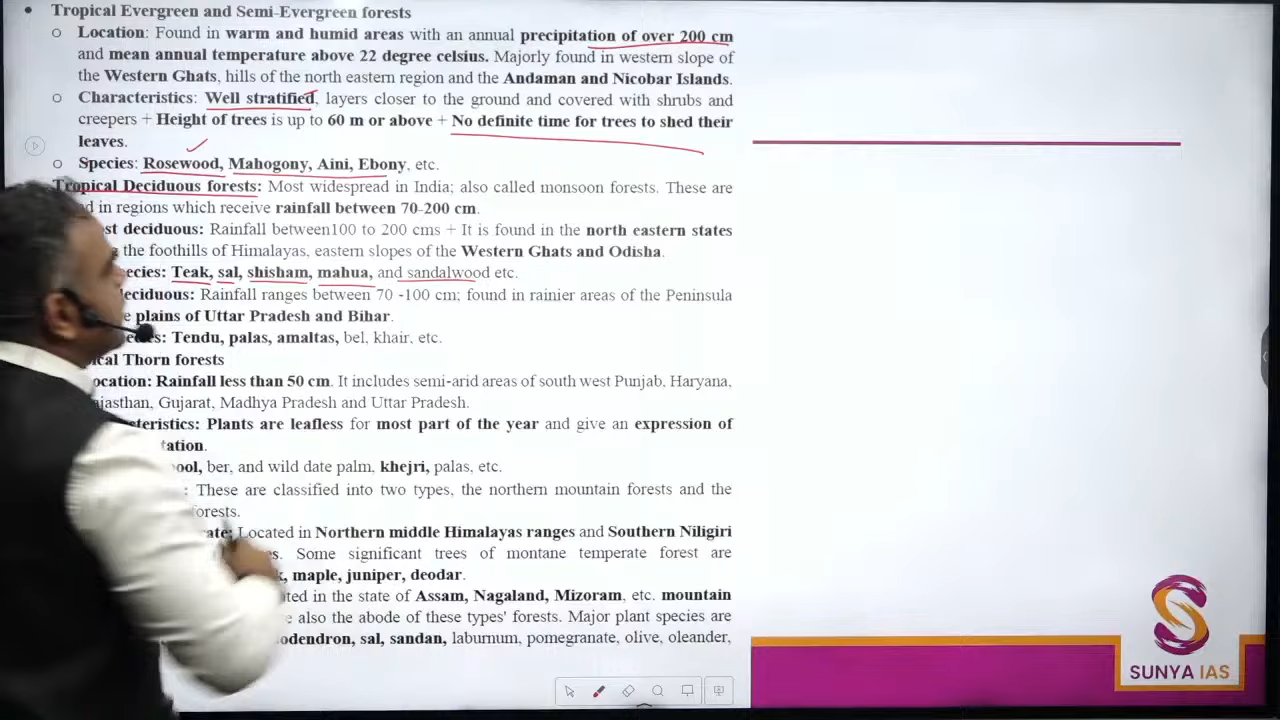 • Tropical Evergreen and Semi-Evergreen forests
o Location: Found in warm and humid areas with an annual precipitation of over 200 cm
and mean annual temperature above 22 degree celsius. Majorly found in western slope of
the Western Ghats, hills of the north eastern region and the Andaman and Nicobar Islands.
o Characteristics: Well stratified, layers closer to the ground and covered with shrubs and
creepers + Height of trees is up to 60 m or above + No definite time for trees to shed their
leaves.
o Species: Rosewood, Mahogony, Aini, Ebony, etc.
Tropical Deciduous forests: Most widespread in India; also called monsoon forests. These are
in regions which receive rainfall between 70-200 cm.
deciduous: Rainfall between100 to 200 cms + It is found in the north eastern states
the foothills of Himalayas, eastern slopes of the Western Ghats and Odisha.
Teak, sal, shisham, mahua, and sandalwood etc.
Rainfall ranges between 70 -100 cm; found in rainier areas of the Peninsula
plains of Uttar Pradesh and Bihar.
Tendu, palas, amaltas, bel, khair, etc.
Thorn forests
Rainfall less than 50 cm. It includes semi-arid areas of south west Punjab, Haryana,
Gujarat, Madhya Pradesh and Uttar Pradesh.
Plants are leafless for most part of the year and give an expression of
ber, and wild date palm, khejri, palas, etc.
: These are classified into two types, the northern mountain forests and the
forests.
Located in Northern middle Himalayas ranges and Southern Niligiri
Some significant trees of montane temperate forest are
maple, juniper, deodar.
in the state of Assam, Nagaland, Mizoram, etc. mountain
also the abode of these types' forests. Major plant species are
sal, sandan, laburnum, pomegranate, olive, oleander,
SUNYA IAS